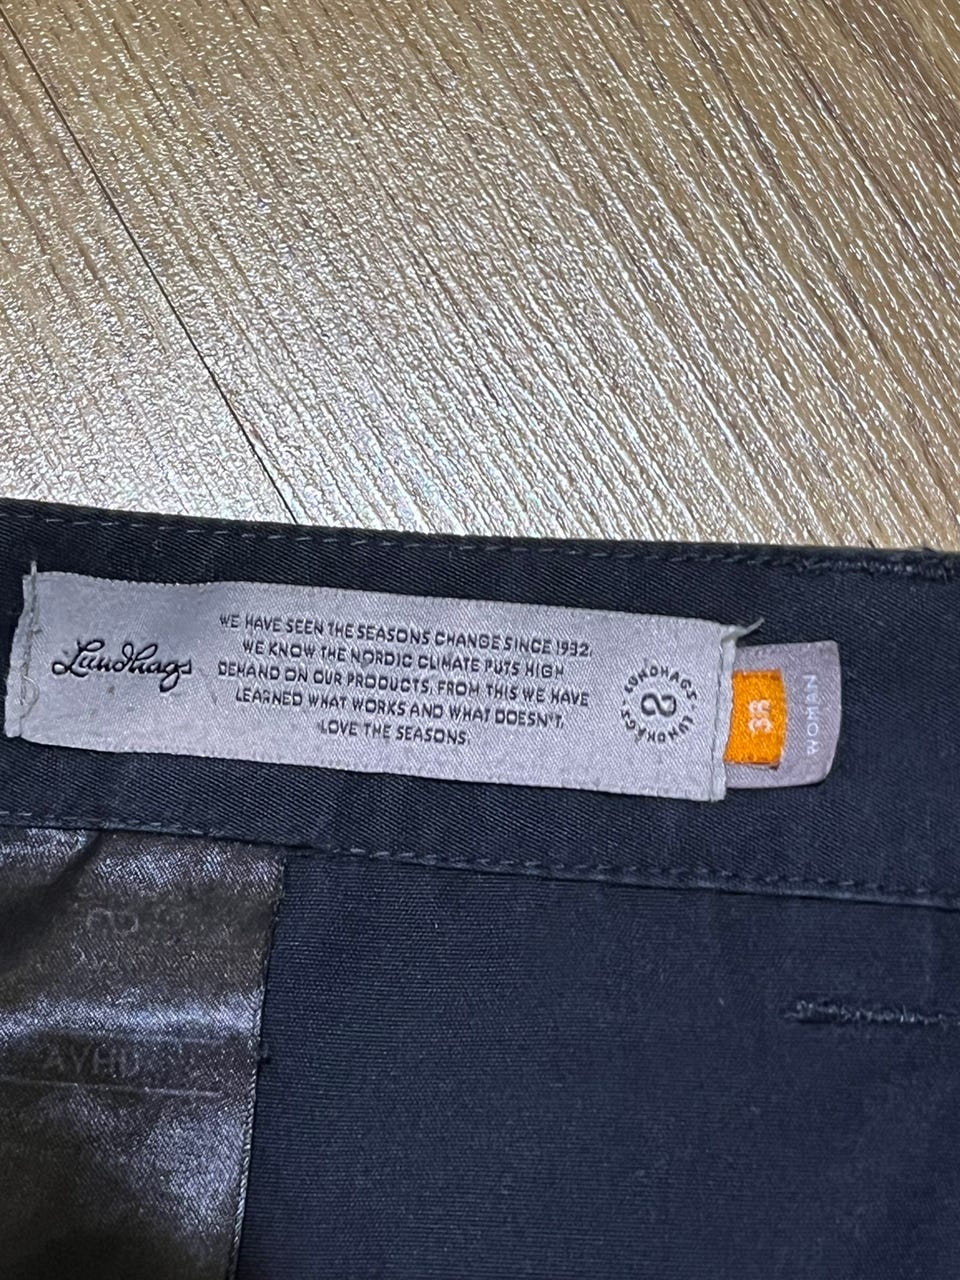 Lundhags
WE HAVE SEEN THE SEASONS CHANGE SINCE 1932.
WE KNOW THE NORDIC CLIMATE PUTS HIGH
DEMAND ON OUR PRODUCTS. FROM THIS WE HAVE
LEARNED WHAT WORKS AND WHAT DOESN'T.
LOVE THE SEASONS.
LUNDHAGS · LUNDHAGS ·
38
WOMAN